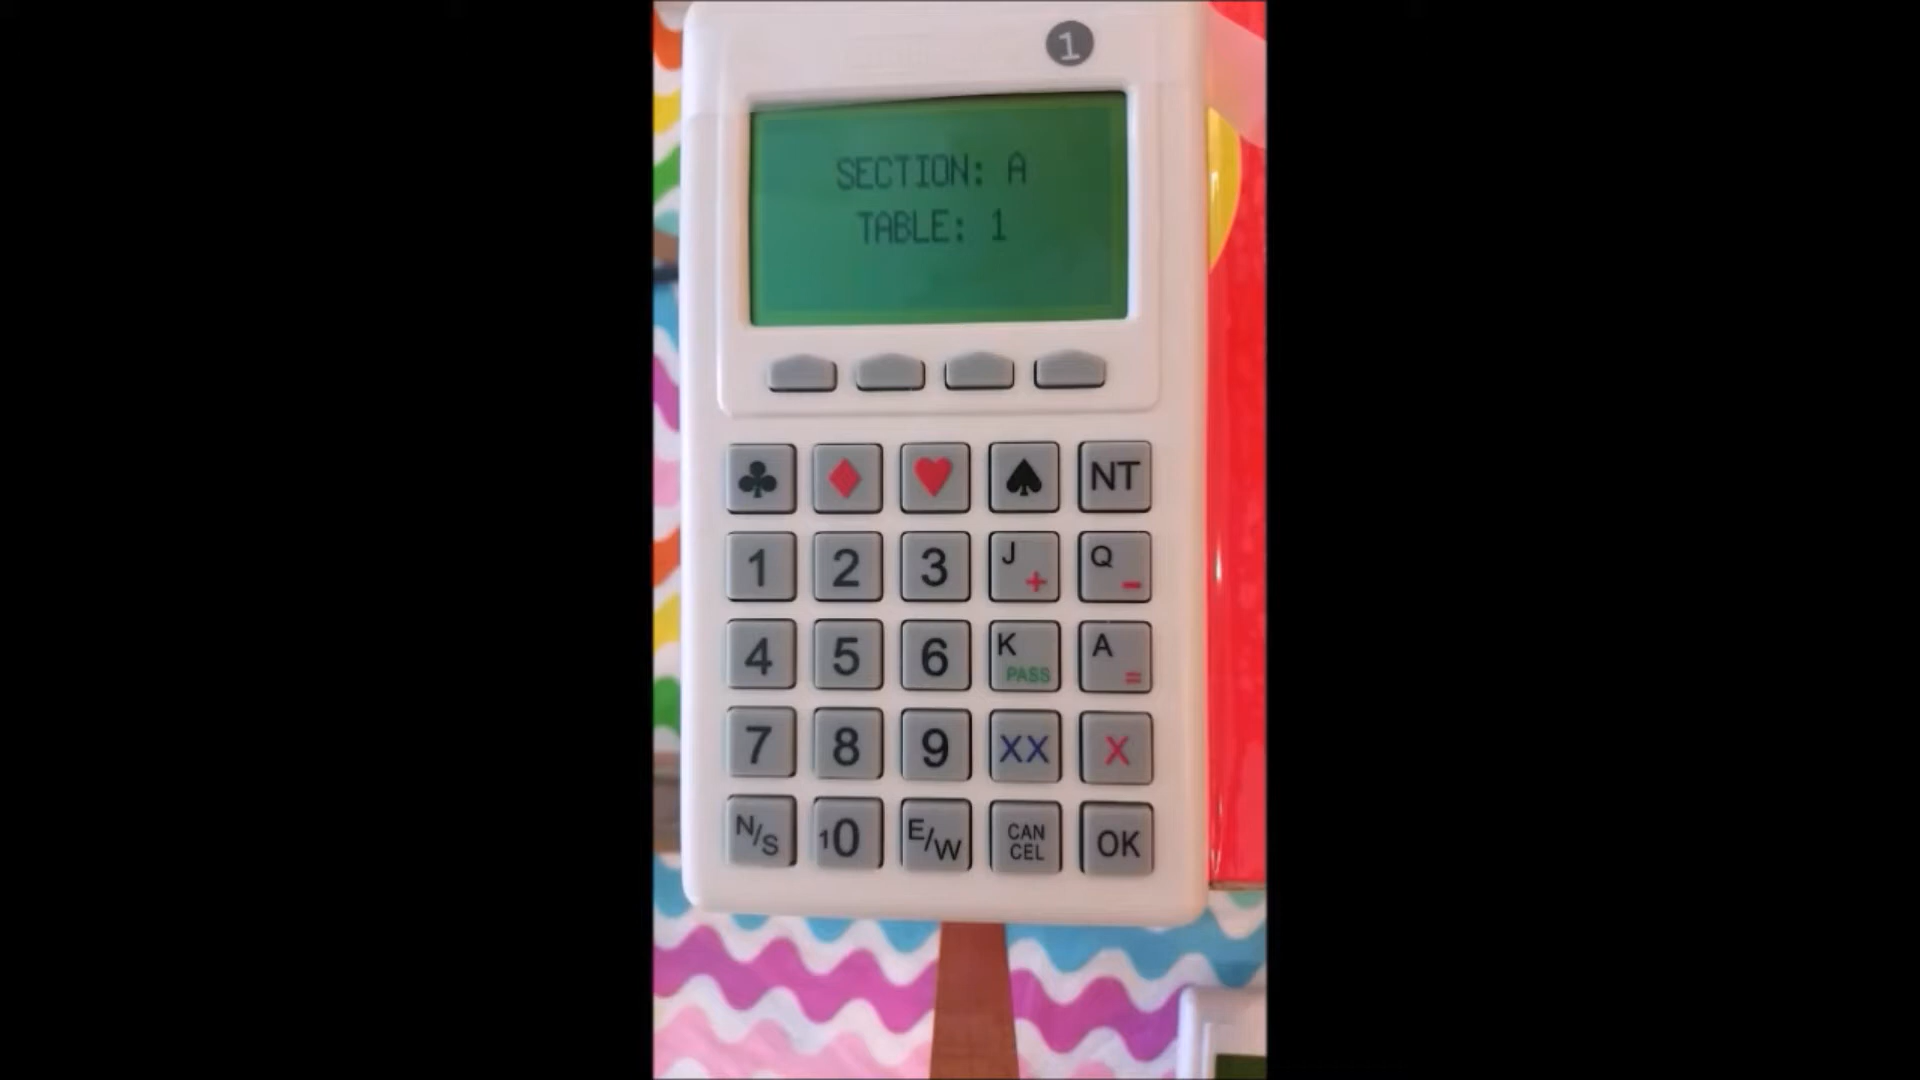 1
SECTION: A
TABLE: 1
♣ ♦ ♥ ♠ NT
1 2 3 J + Q -
4 5 6 K PASS A =
7 8 9 XX X
N/S 10 E/W CAN CEL OK